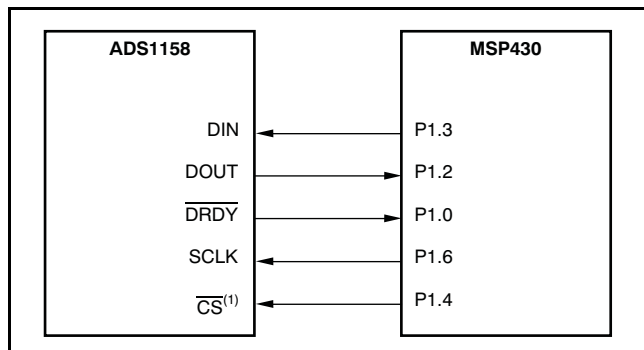 ADS1158 MSP430
DIN P1.3
DOUT P1.2
DRDY P1.0
SCLK P1.6
CS(1) P1.4